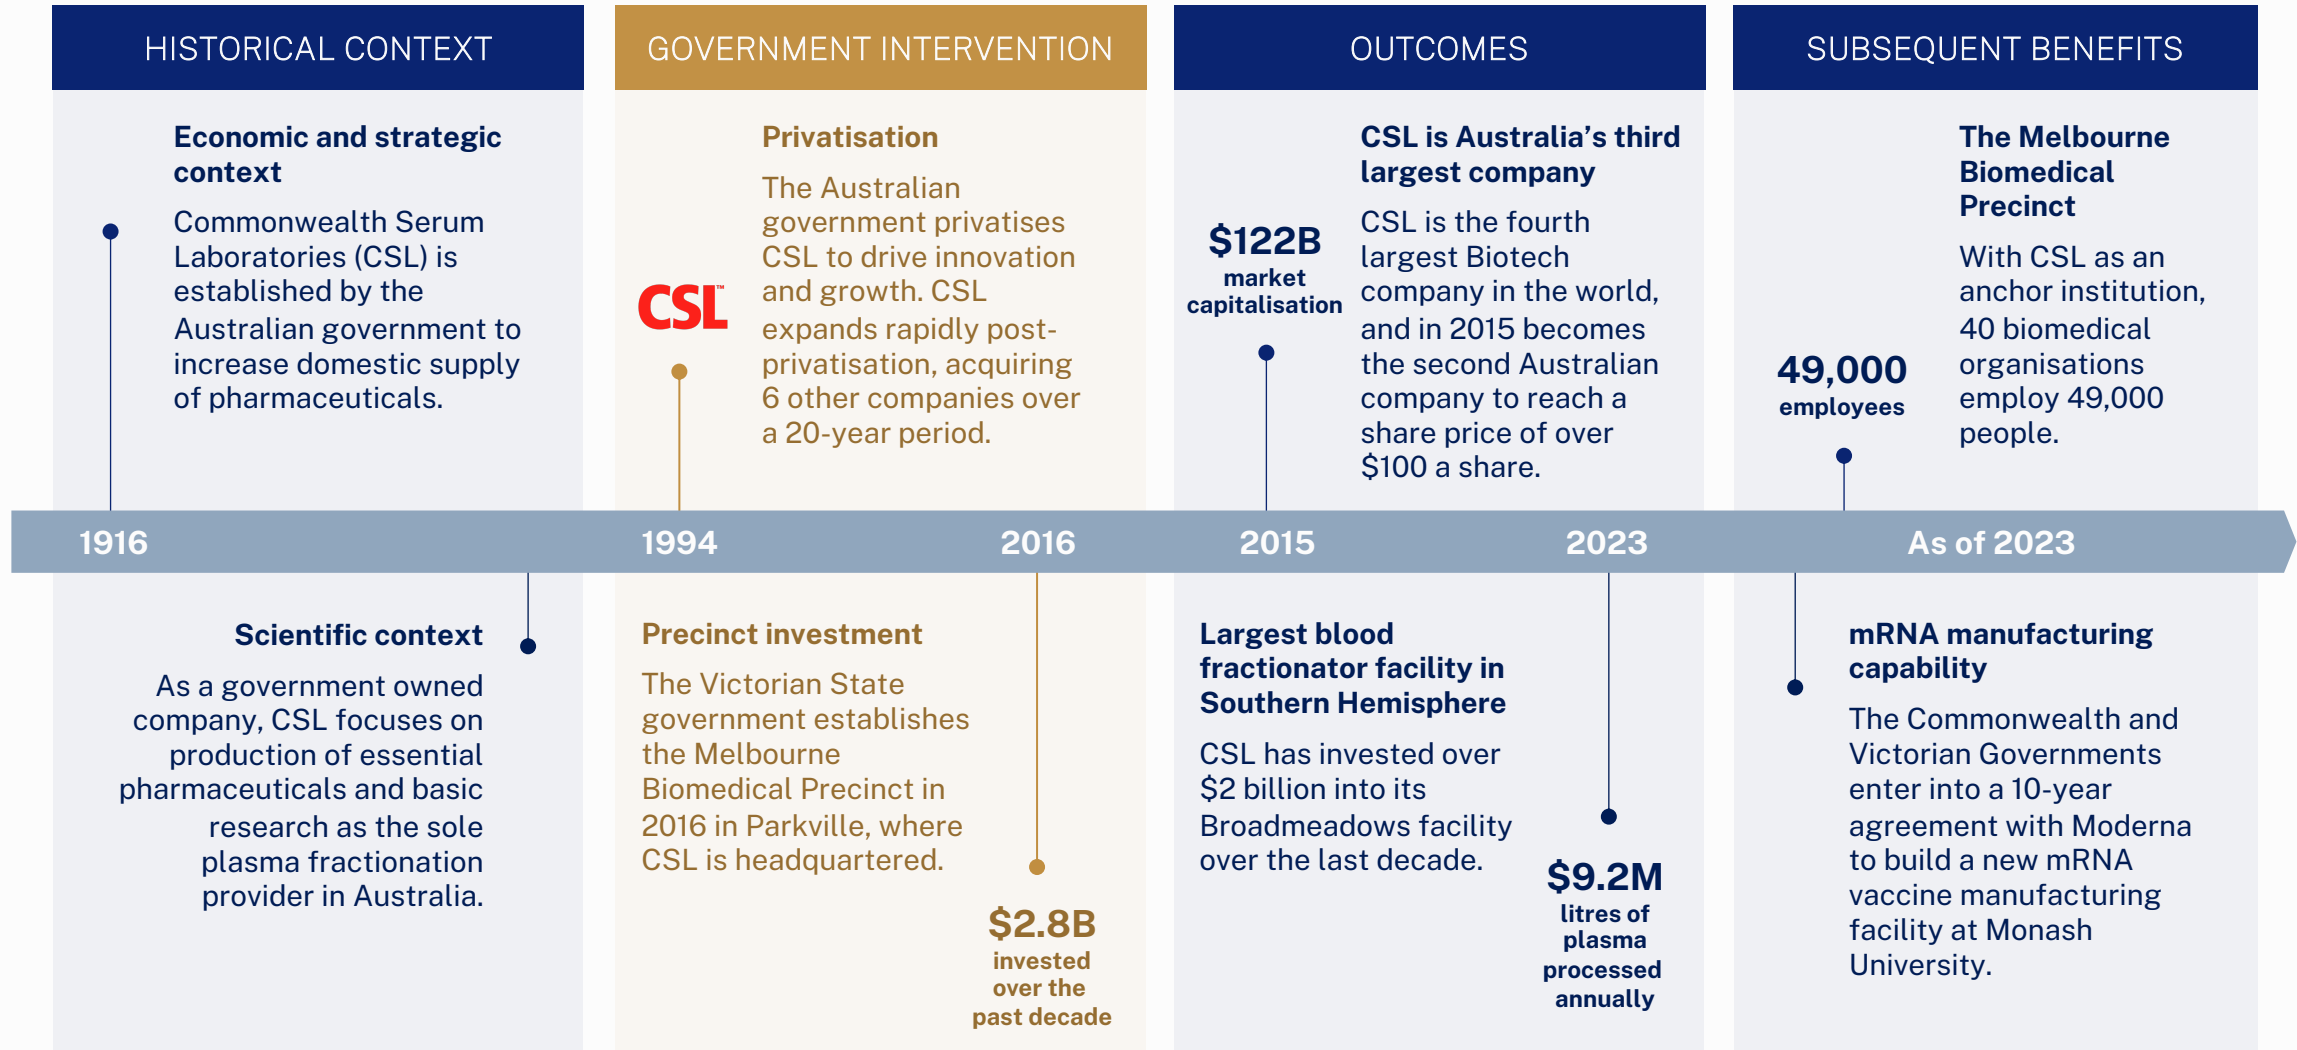 HISTORICAL CONTEXT
Economic and strategic
context
Commonwealth Serum
Laboratories (CSL) is
established by the
Australian government to
increase domestic supply
of pharmaceuticals.
1916
Scientific context
As a government owned
company, CSL focuses on
production of essential
pharmaceuticals and basic
research as the sole
plasma fractionation
provider in Australia.
GOVERNMENT INTERVENTION
CSL™
Privatisation
The Australian
government privatises
CSL to drive innovation
and growth. CSL
expands rapidly post-
privatisation, acquiring
6 other companies over
a 20-year period.
1994
2016
Precinct investment
The Victorian State
government establishes
the Melbourne
Biomedical Precinct in
2016 in Parkville, where
CSL is headquartered.
$2.8B
invested
over the
past decade
OUTCOMES
$122B
market
capitalisation
CSL is Australia’s third
largest company
CSL is the fourth
largest Biotech
company in the world,
and in 2015 becomes
the second Australian
company to reach a
share price of over
$100 a share.
2015
2023
Largest blood
fractionator facility in
Southern Hemisphere
CSL has invested over
$2 billion into its
Broadmeadows facility
over the last decade.
$9.2M
litres of
plasma
processed
annually
SUBSEQUENT BENEFITS
49,000
employees
The Melbourne
Biomedical
Precinct
With CSL as an
anchor institution,
40 biomedical
organisations
employ 49,000
people.
As of 2023
mRNA manufacturing
capability
The Commonwealth and
Victorian Governments
enter into a 10-year
agreement with Moderna
to build a new mRNA
vaccine manufacturing
facility at Monash
University.